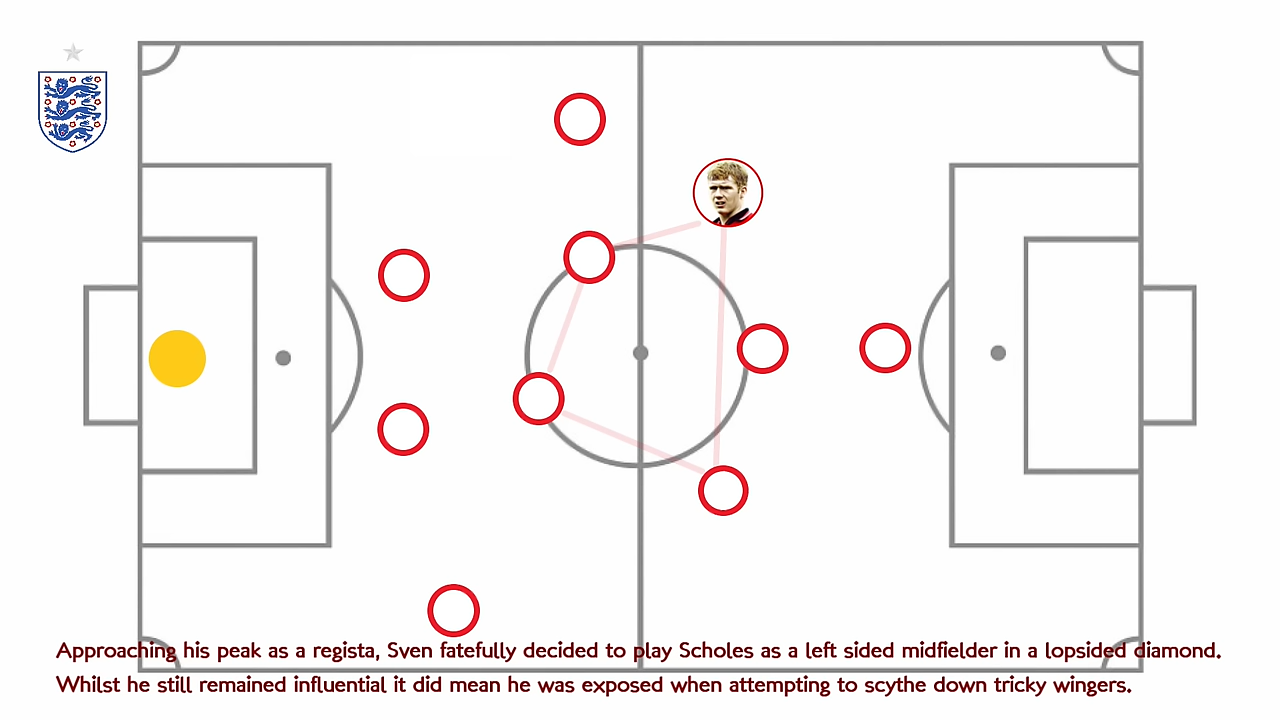 Approaching his peak as a regista, Sven fatefully decided to play Scholes as a left sided midfielder in a lopsided diamond.
Whilst he still remained influential it did mean he was exposed when attempting to scythe down tricky wingers.